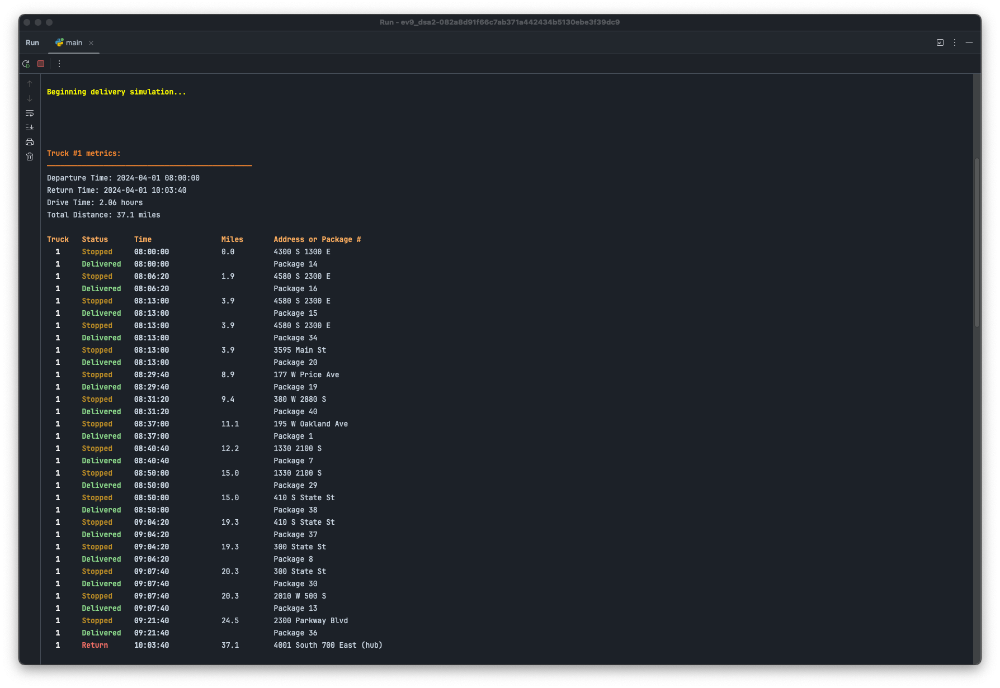 Run - ev9_dsa2-082a8d91f66c7ab371a442434b5130ebe3f39dc9
Run main
Beginning delivery simulation...
Truck #1 metrics:
Departure Time: 2024-04-01 08:00:00
Return Time: 2024-04-01 10:03:40
Drive Time: 2.06 hours
Total Distance: 37.1 miles
Truck Status Time Miles Address or Package #
1 Stopped 08:00:00 0.0 4300 S 1300 E
1 Delivered 08:00:00 Package 14
1 Stopped 08:06:20 1.9 4580 S 2300 E
1 Delivered 08:06:20 Package 16
1 Stopped 08:13:00 3.9 4580 S 2300 E
1 Delivered 08:13:00 Package 15
1 Stopped 08:13:00 3.9 4580 S 2300 E
1 Delivered 08:13:00 Package 34
1 Stopped 08:13:00 3.9 3595 Main St
1 Delivered 08:13:00 Package 20
1 Stopped 08:29:40 8.9 177 W Price Ave
1 Delivered 08:29:40 Package 19
1 Stopped 08:31:20 9.4 380 W 2880 S
1 Delivered 08:31:20 Package 40
1 Stopped 08:37:00 11.1 195 W Oakland Ave
1 Delivered 08:37:00 Package 1
1 Stopped 08:40:40 12.2 1330 2100 S
1 Delivered 08:40:40 Package 7
1 Stopped 08:50:00 15.0 1330 2100 S
1 Delivered 08:50:00 Package 29
1 Stopped 08:50:00 15.0 410 S State St
1 Delivered 08:50:00 Package 38
1 Stopped 09:04:20 19.3 410 S State St
1 Delivered 09:04:20 Package 37
1 Stopped 09:04:20 19.3 300 State St
1 Delivered 09:04:20 Package 8
1 Stopped 09:07:40 20.3 300 State St
1 Delivered 09:07:40 Package 30
1 Stopped 09:07:40 20.3 2010 W 500 S
1 Delivered 09:07:40 Package 13
1 Stopped 09:21:40 24.5 2300 Parkway Blvd
1 Delivered 09:21:40 Package 36
1 Return 10:03:40 37.1 4001 South 700 East (hub)